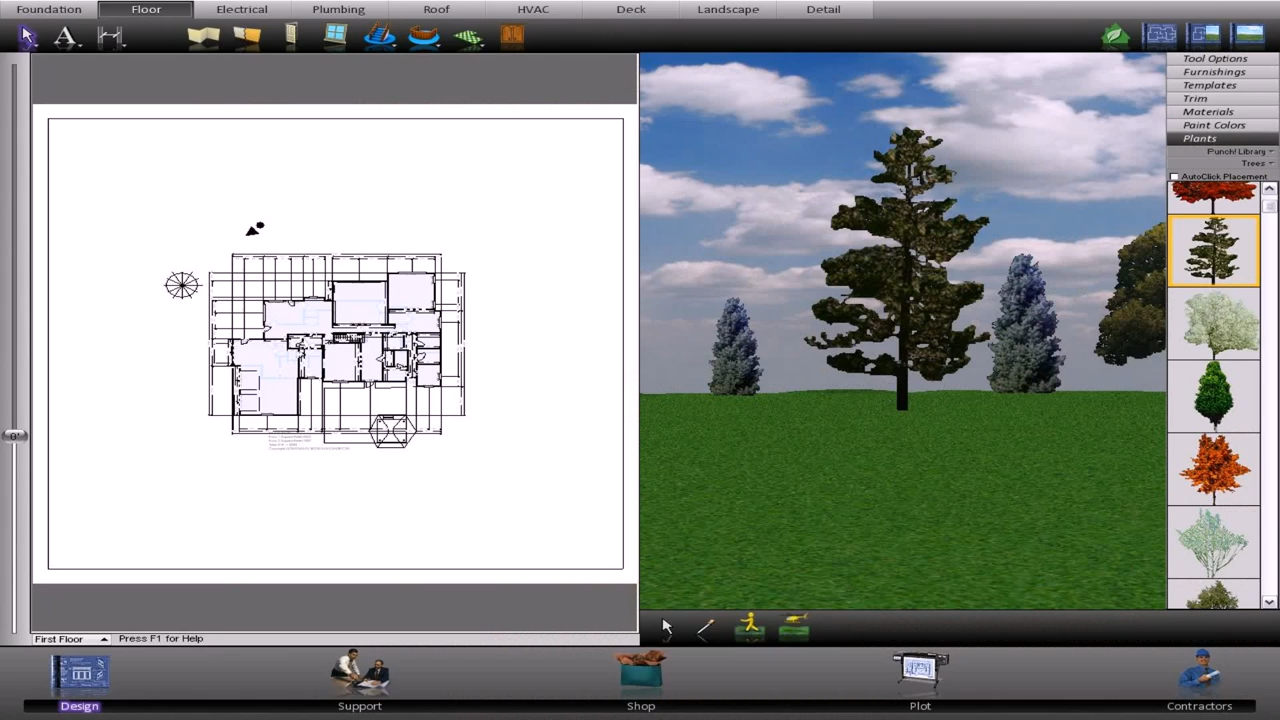 Foundation Floor Electrical Plumbing Roof HVAC Deck Landscape Detail
A
Tool Options
Furnishings
Templates
Trim
Materials
Paint Colors
Plants
Punch! Library
Trees
AutoClick Placement
0'
First Floor Press F1 for Help
Design Support Shop Plot Contractors